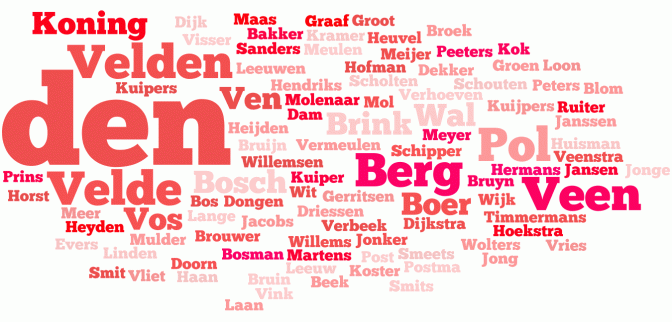 Koning
Dijk
Maas
Graaf
Groot
Visser
Bakker
Kramer
Heuvel
Broek
Sanders
Meulen
Meijer
Peeters
Kok
Velden
Leeuwen
Hofman
Dekker
Groen
Loon
Kuipers
Hendriks
Scholten
Schouten
Peters
Blom
den
Ven
Molenaar
Mol
Verhoeven
Kuijpers
Ruiter
Dam
Brink
Wal
Janssen
Heijden
Meyer
Bruijn
Vermeulen
Schipper
Pol
Huisman
Veenstra
Willemsen
Berg
Hermans
Jansen
Jonge
Prins
Velde
Bosch
Kuiper
Bruyn
Veen
Horst
Bos
Dongen
Wit
Gerritsen
Boer
Wijk
Meer
Vos
Lange
Driessen
Timmermans
Heyden
Jacobs
Verbeek
Dijkstra
Hoekstra
Evers
Mulder
Brouwer
Willems
Jonker
Wolters
Vries
Linden
Bosman
Martens
Post
Smeets
Jong
Doorn
Leeuw
Koster
Postma
Smit
Vliet
Haan
Bruin
Beek
Smits
Vink
Laan